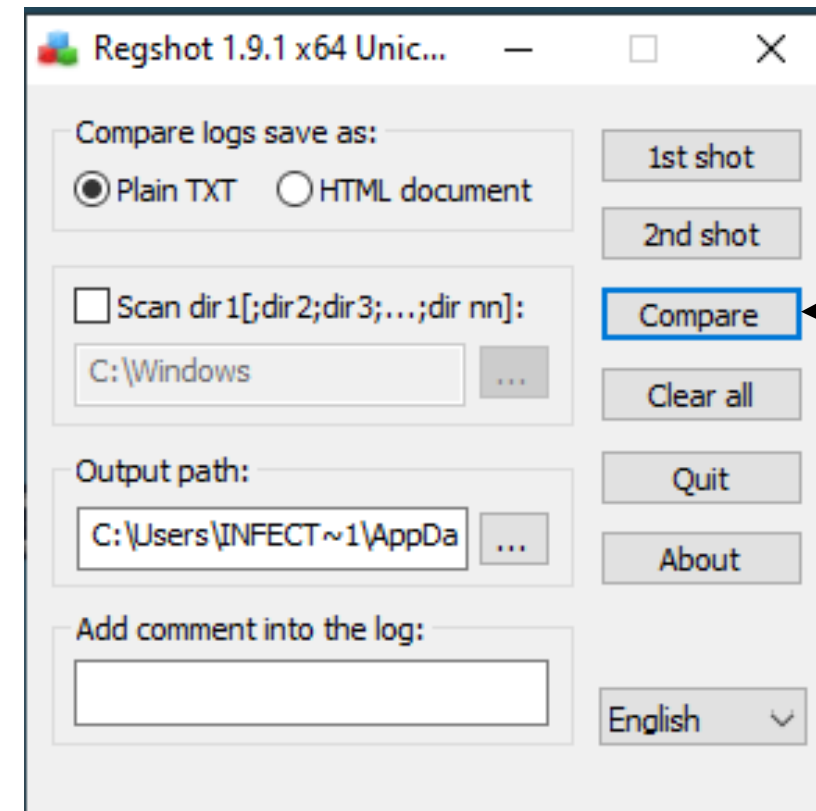 Regshot 1.9.1 x64 Unic...
Compare logs save as:
Plain TXT
HTML document
1st shot
2nd shot
Scan dir1[;dir2;dir3;...;dir nn]:
C:\Windows
...
Compare
Clear all
Output path:
C:\Users\INFECT~1\AppDa
...
Quit
About
Add comment into the log:
English